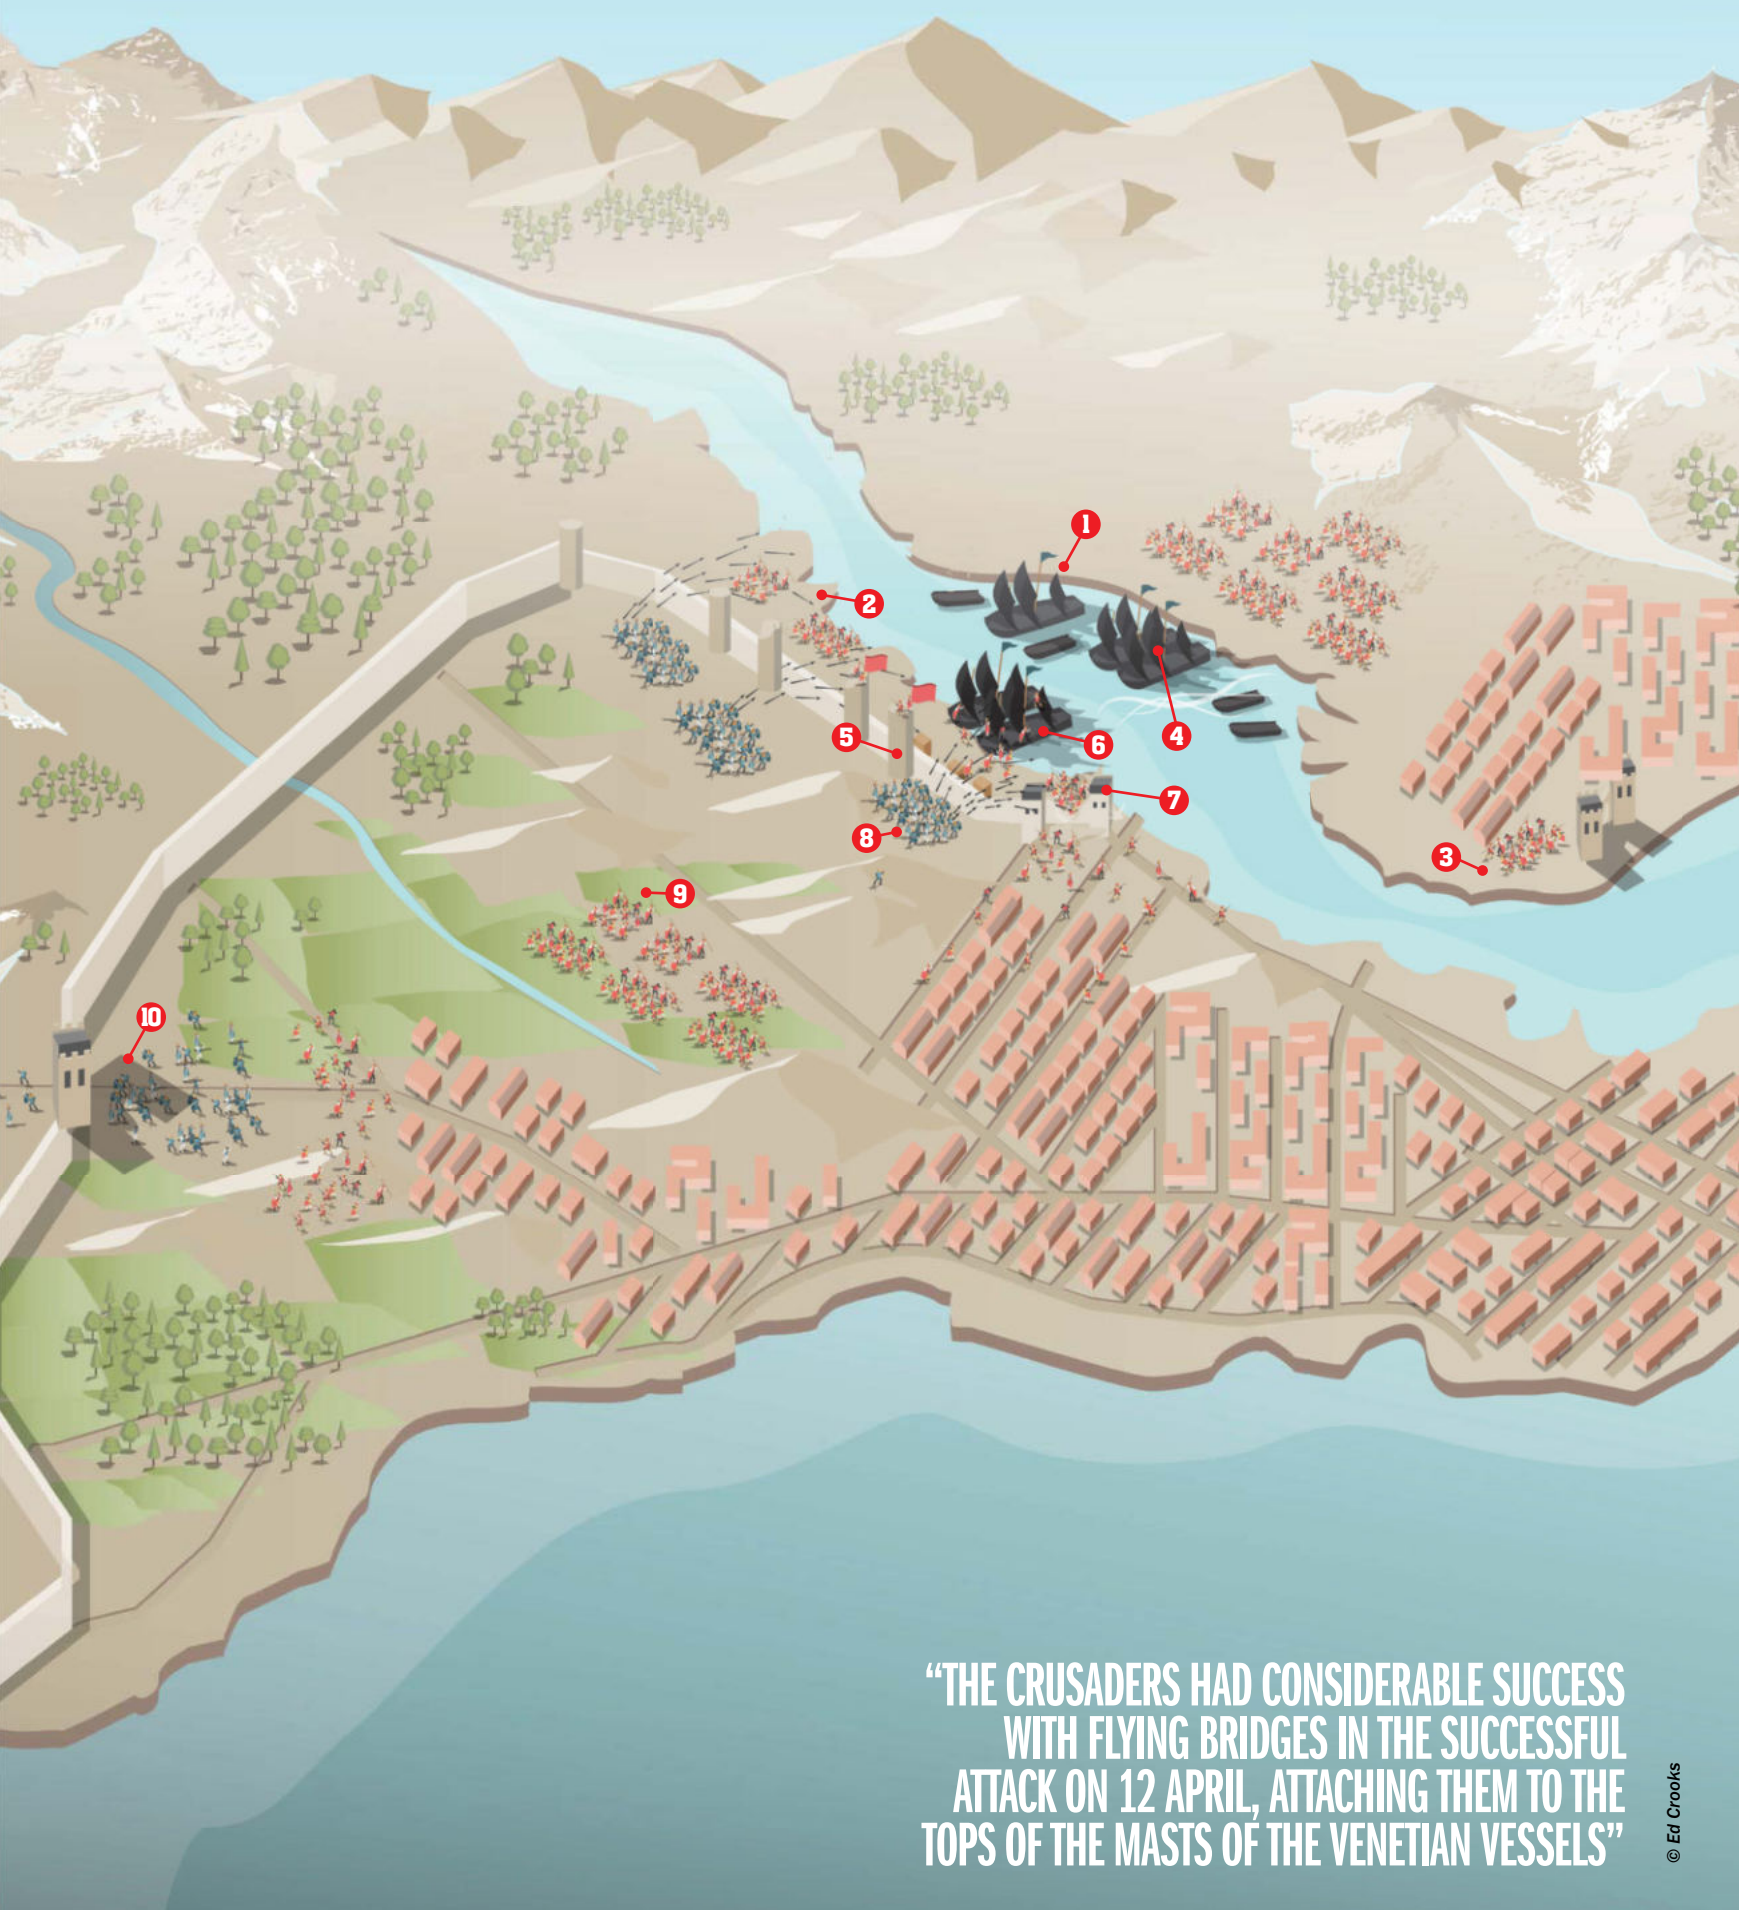 1
2
3
4
5
6
7
8
9
10
“THE CRUSADERS HAD CONSIDERABLE SUCCESS
WITH FLYING BRIDGES IN THE SUCCESSFUL
ATTACK ON 12 APRIL, ATTACHING THEM TO THE
TOPS OF THE MASTS OF THE VENETIAN VESSELS”
© Ed Crooks